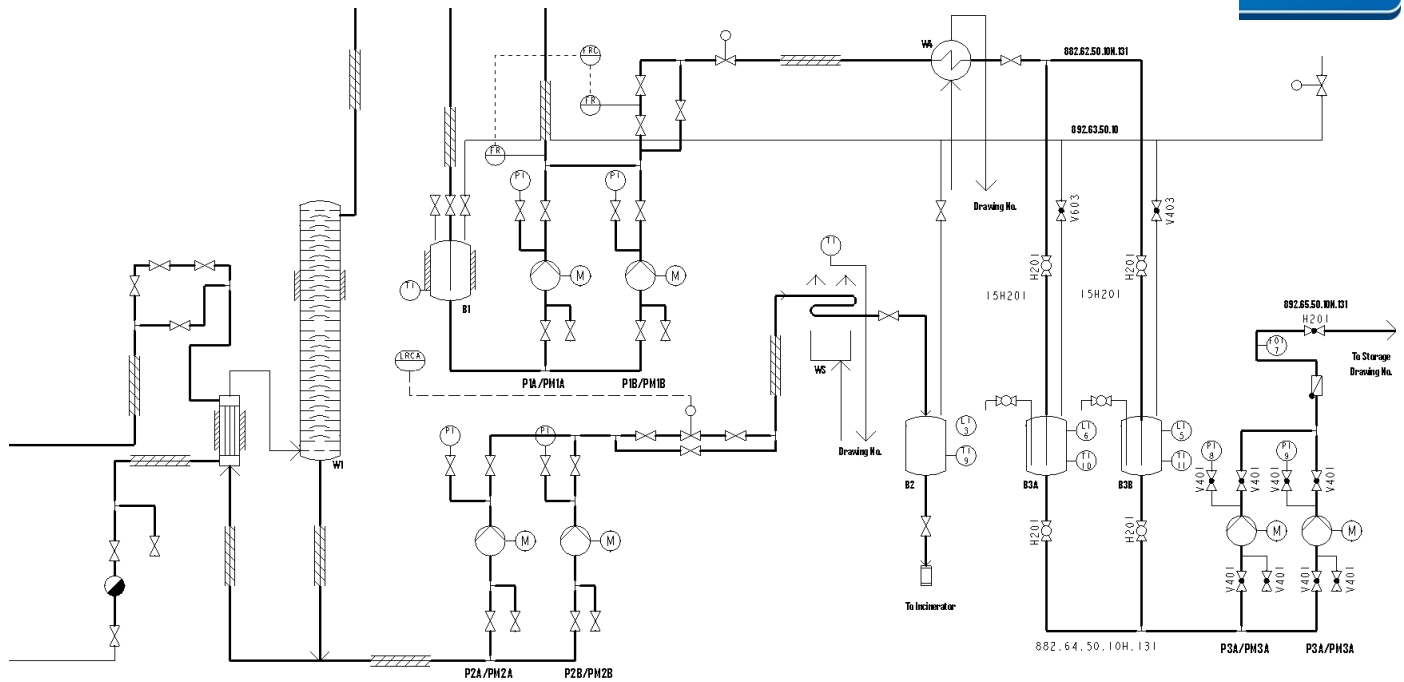 FRC
W4
882.62.50.10N.131
FR
892.63.50.10
FR
PI
PI
Drawing No.
V603
V403
TI
M
M
H201
H201
TI
B1
15H201
15H201
892.65.50.10N.131
H201
FOI
7
To Storage
Drawing No.
LRCA
P1A/PM1A
P1B/PM1B
W5
PI
PI
LI
3
LI
6
LI
5
Drawing No.
TI
9
TI
10
TI
11
PI
8
PI
9
W1
B2
B3A
B3B
V401
V401
V401
V401
M
M
H201
H201
M
M
V401
V401
V401
V401
To Incinerator
882.64.50.10H.131
P3A/PM3A
P3A/PM3A
P2A/PM2A
P2B/PM2B